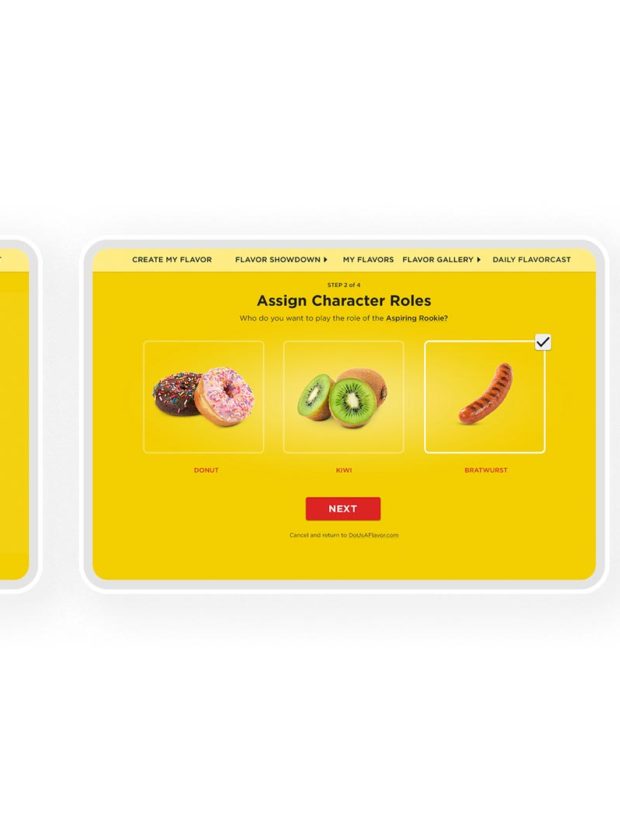 CREATE MY FLAVOR FLAVOR SHOWDOWN MY FLAVORS FLAVOR GALLERY DAILY FLAVORCAST
STEP 2 of 4
Assign Character Roles
Who do you want to play the role of the Aspiring Rookie?
DONUT KIWI BRATWURST
NEXT
Cancel and return to DoUsAFlavor.com